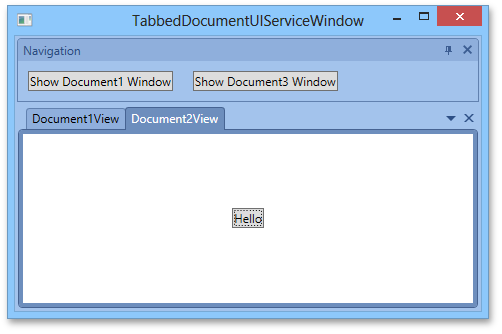 TabbedDocumentUIServiceWindow
Navigation
Show Document1 Window Show Document3 Window
Document1View Document2View
Hello